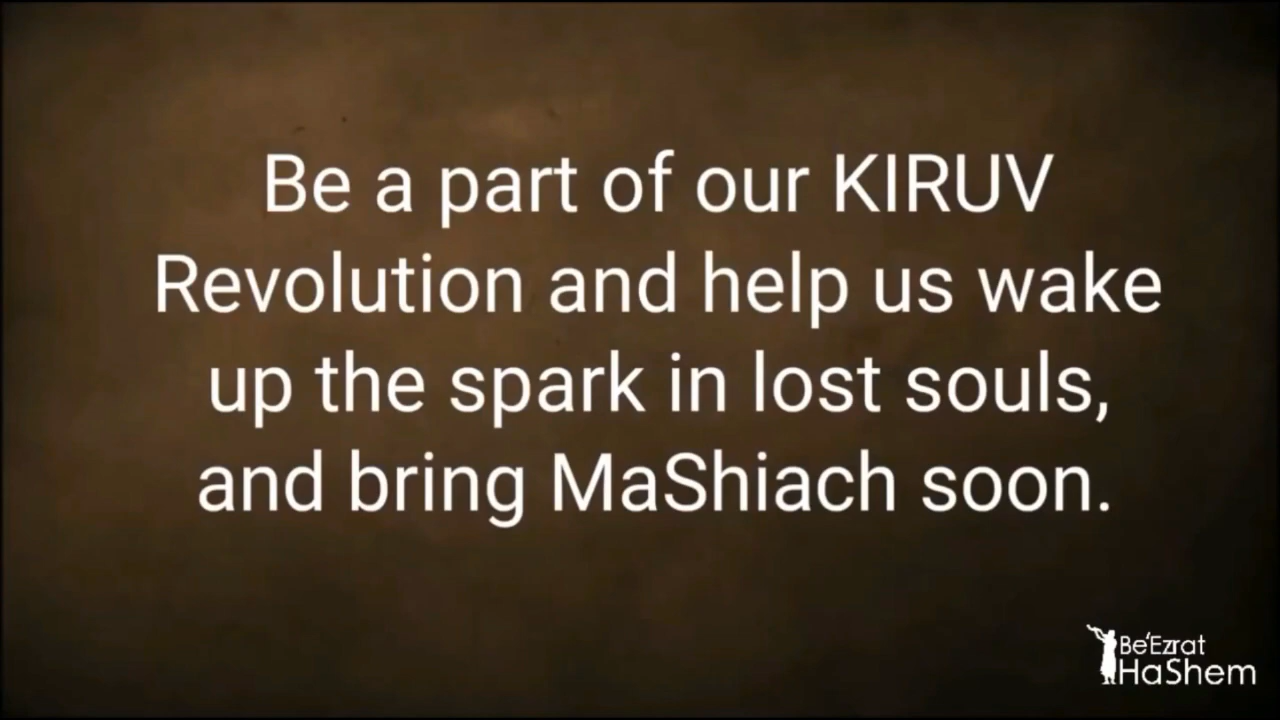 Be a part of our KIRUV
Revolution and help us wake
up the spark in lost souls,
and bring MaShiach soon.
Be'Ezrat
HaShem